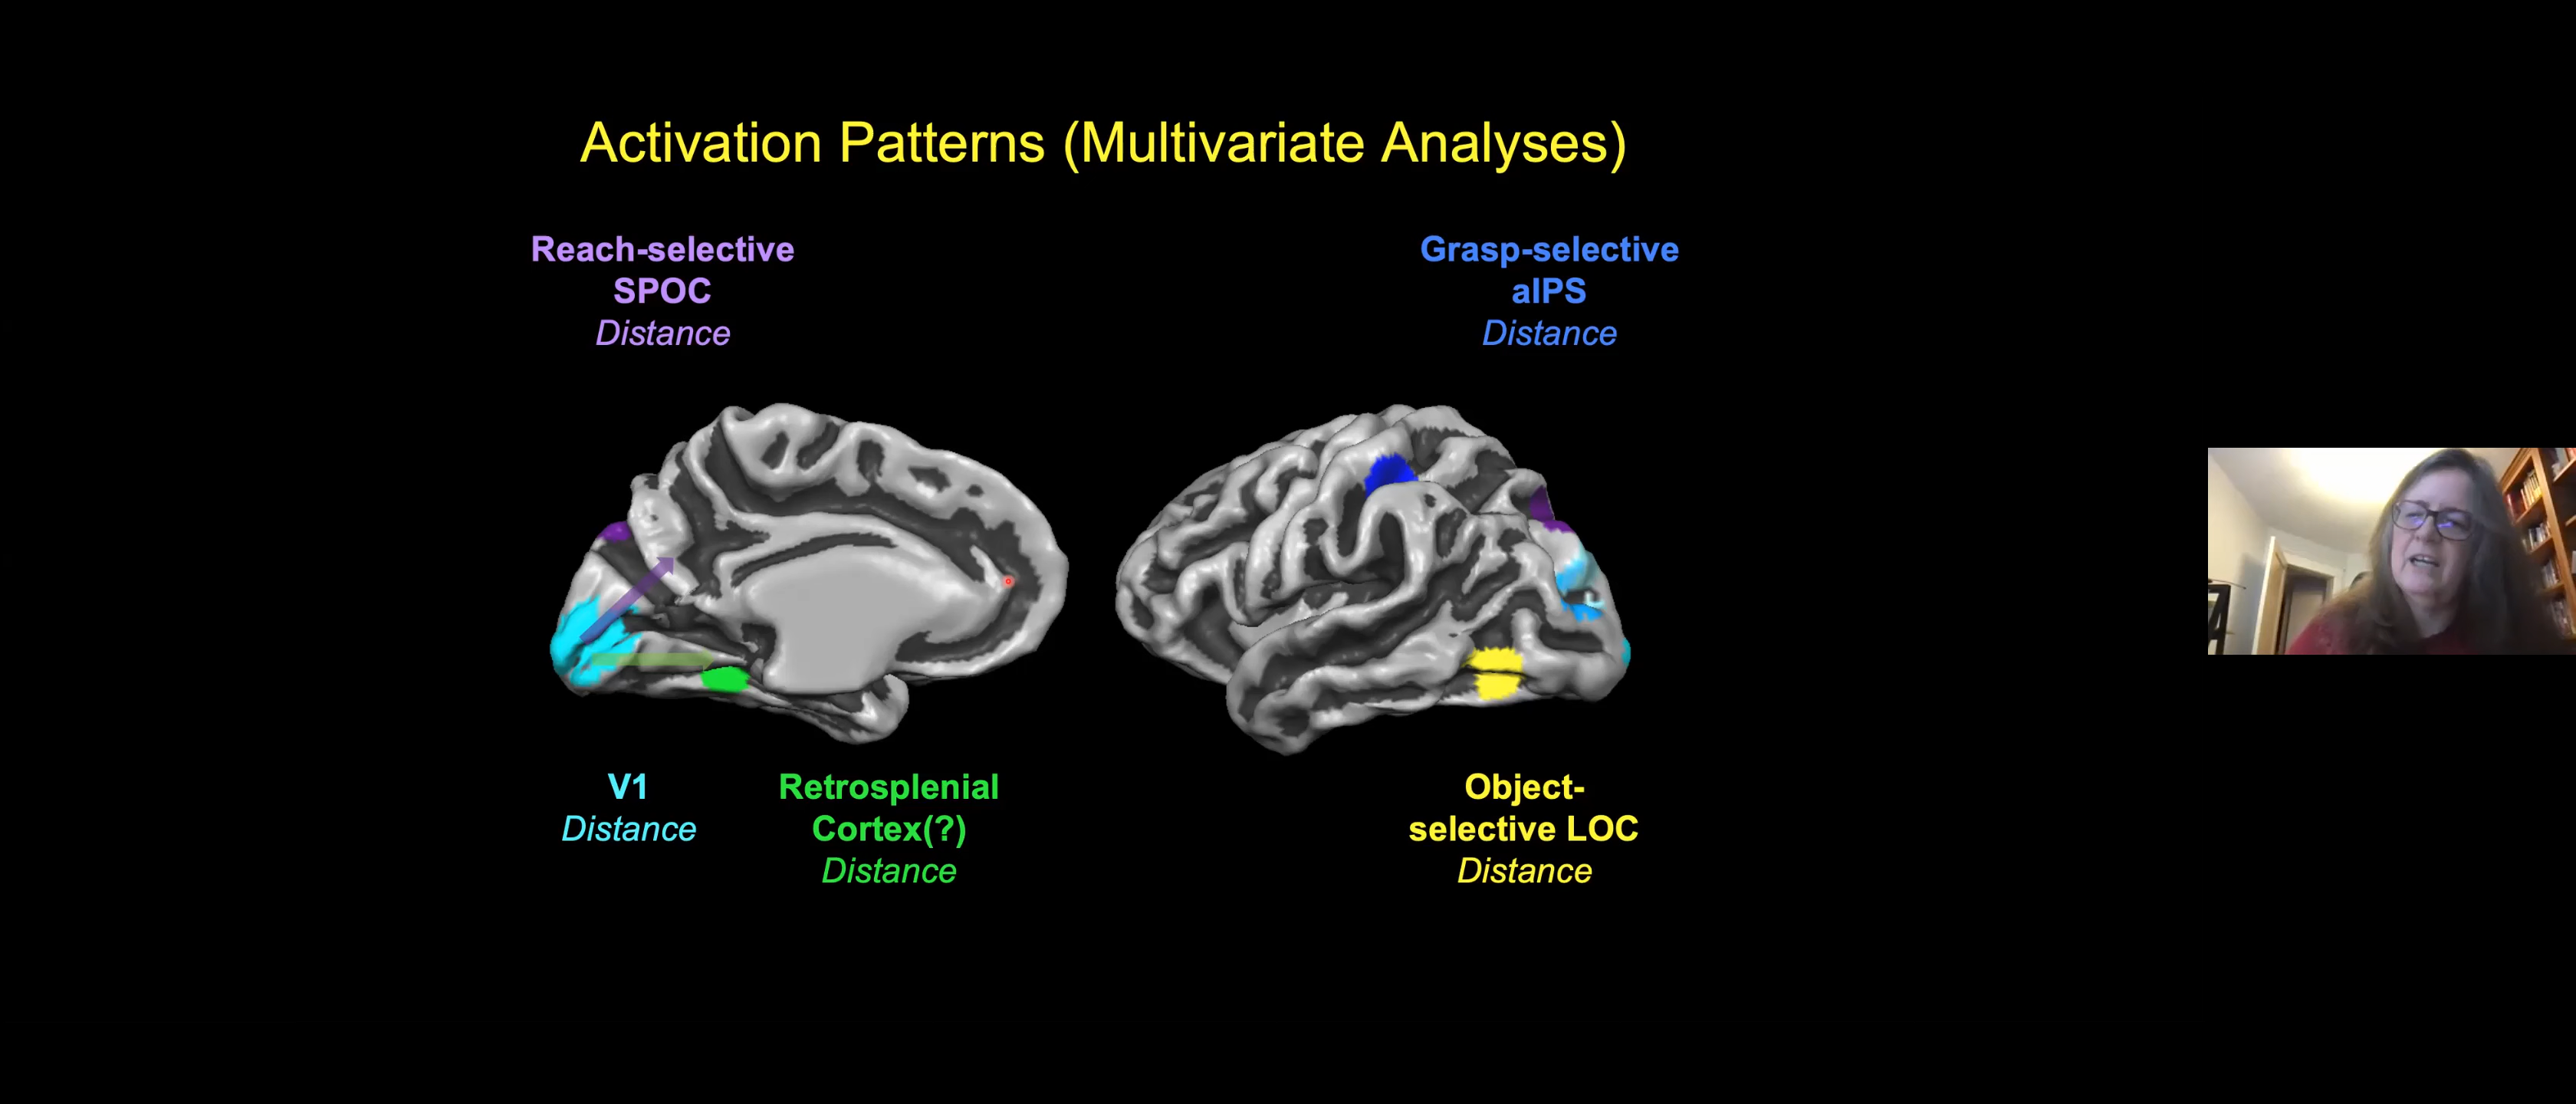 Activation Patterns (Multivariate Analyses)
Reach-selective
SPOC
Distance
Grasp-selective
aIPS
Distance
V1
Distance
Retrosplenial
Cortex(?)
Distance
Object-
selective LOC
Distance